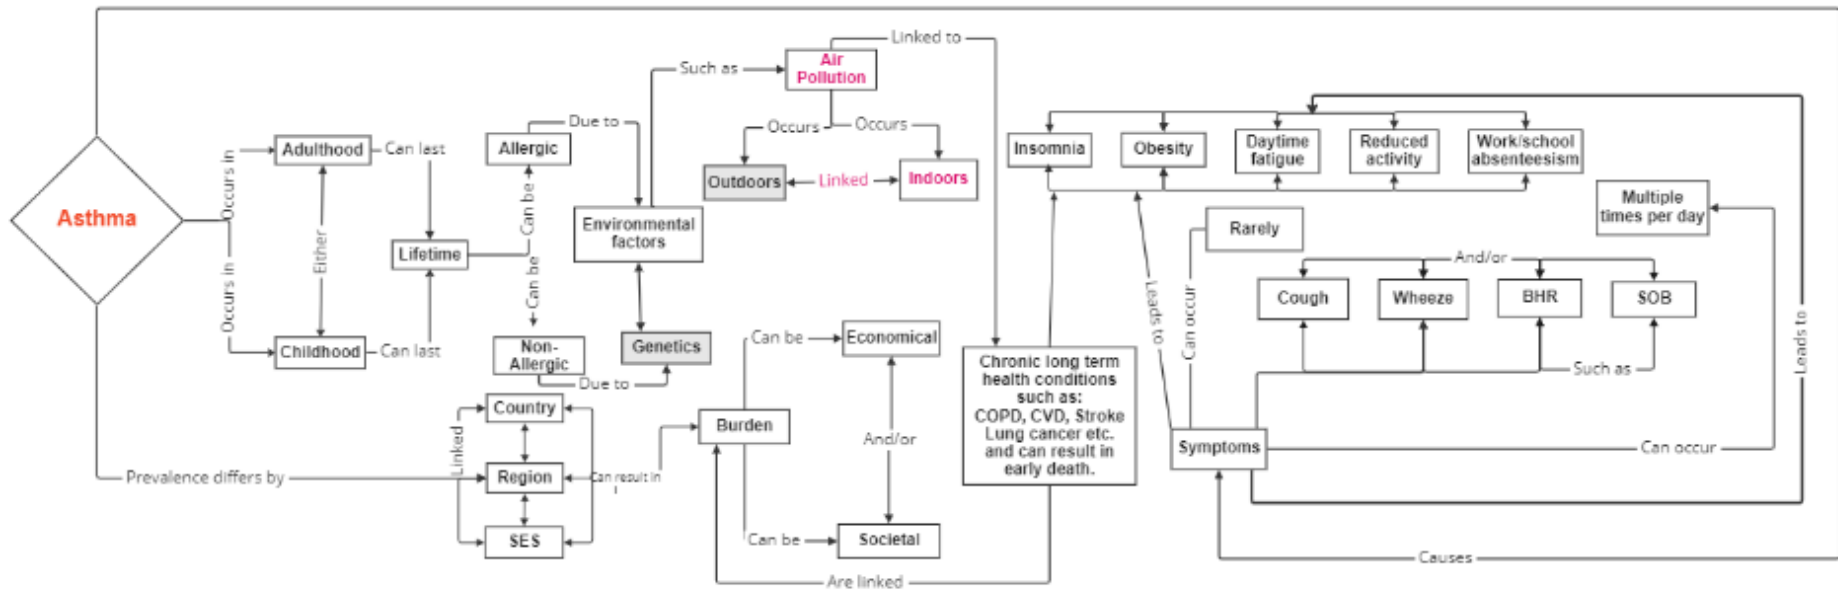 Asthma
Occurs in
Occurs in
Adulthood
Childhood
Either
Can last
Can last
Lifetime
Can be
Can be
Allergic
Non-
Allergic
Due to
Due to
Environmental
factors
Genetics
Such as
Air
Pollution
Occurs
Occurs
Outdoors
Linked
Indoors
Linked to
Prevalence differs by
Linked
Country
Region
SES
Can result in
Burden
Can be
Can be
Economical
And/or
Societal
Are linked
Chronic long term
health conditions
such as:
COPD, CVD, Stroke
Lung cancer etc.
and can result in
early death.
Insomnia
Obesity
Daytime
fatigue
Reduced
activity
Work/school
absenteesism
Leads to
Can occur
Rarely
Multiple
times per day
And/or
Cough
Wheeze
BHR
SOB
Such as
Symptoms
Can occur
Leads to
Causes